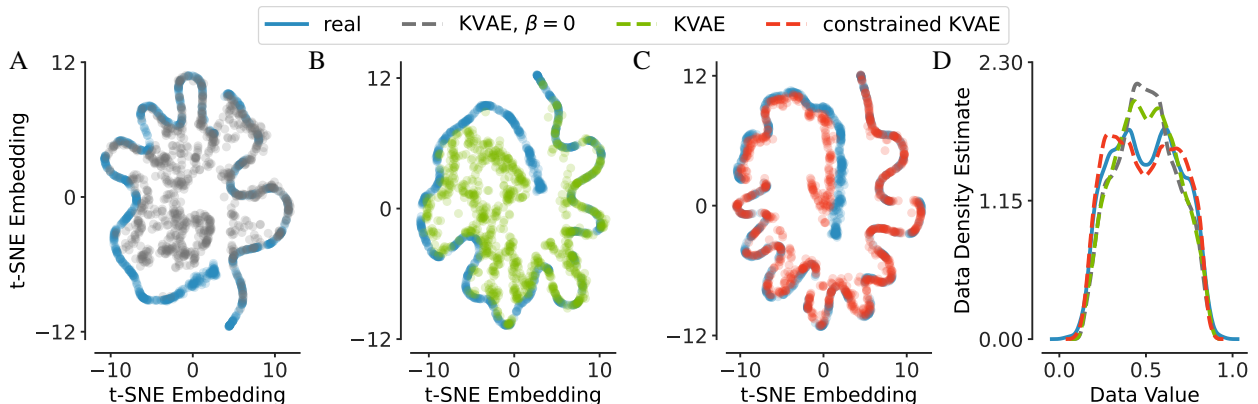 real KVAE, β = 0 KVAE constrained KVAE
A B C D
t-SNE Embedding
12
0
−12
−10 0 10
t-SNE Embedding
12
0
−12
−10 0 10
t-SNE Embedding
12
0
−12
−10 0 10
t-SNE Embedding
Data Density Estimate
2.30
1.15
0.00
0.0 0.5 1.0
Data Value